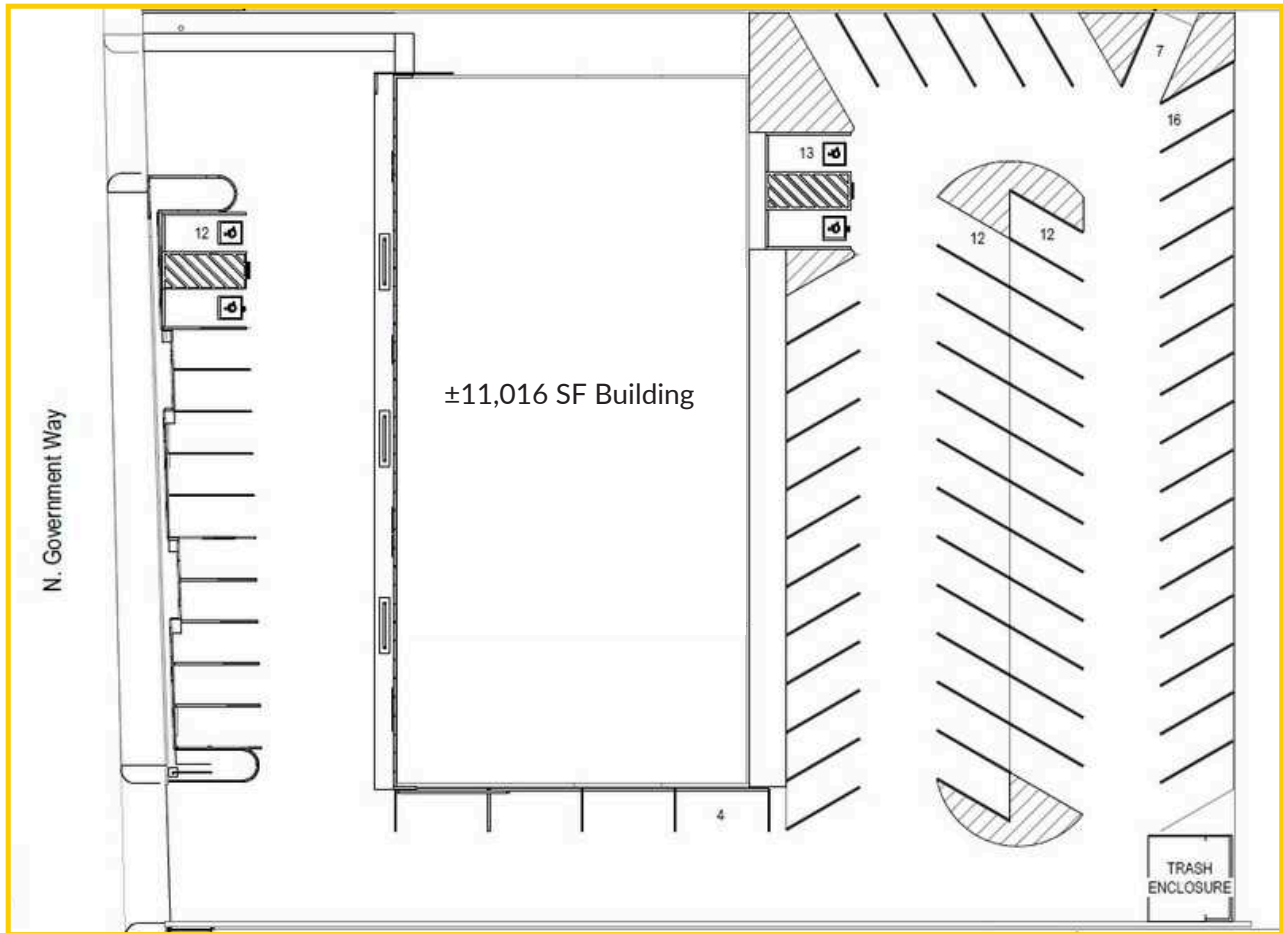 7
16
13
12
12
12
±11,016 SF Building
N. Government Way
4
TRASH
ENCLOSURE